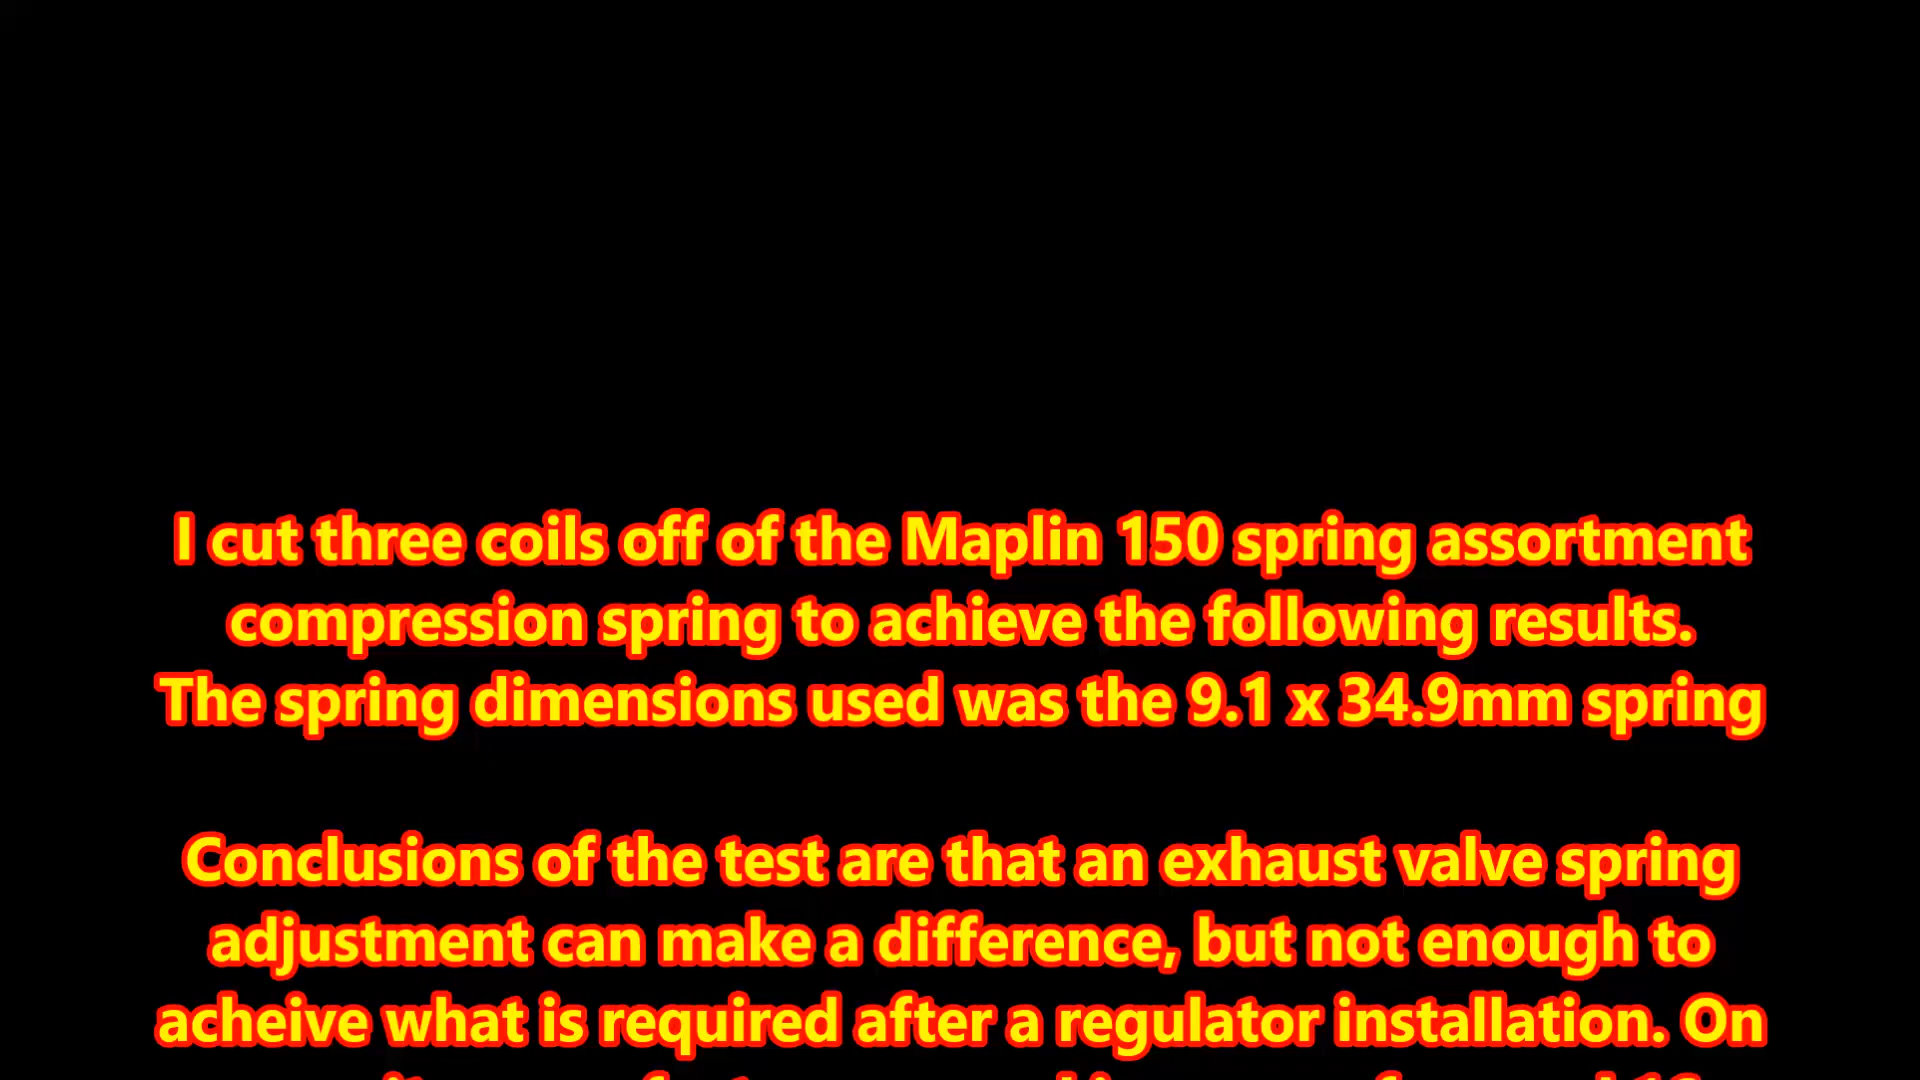 I cut three coils off of the Maplin 150 spring assortment
compression spring to achieve the following results.
The spring dimensions used was the 9.1 x 34.9mm spring
Conclusions of the test are that an exhaust valve spring
adjustment can make a difference, but not enough to
acheive what is required after a regulator installation. On